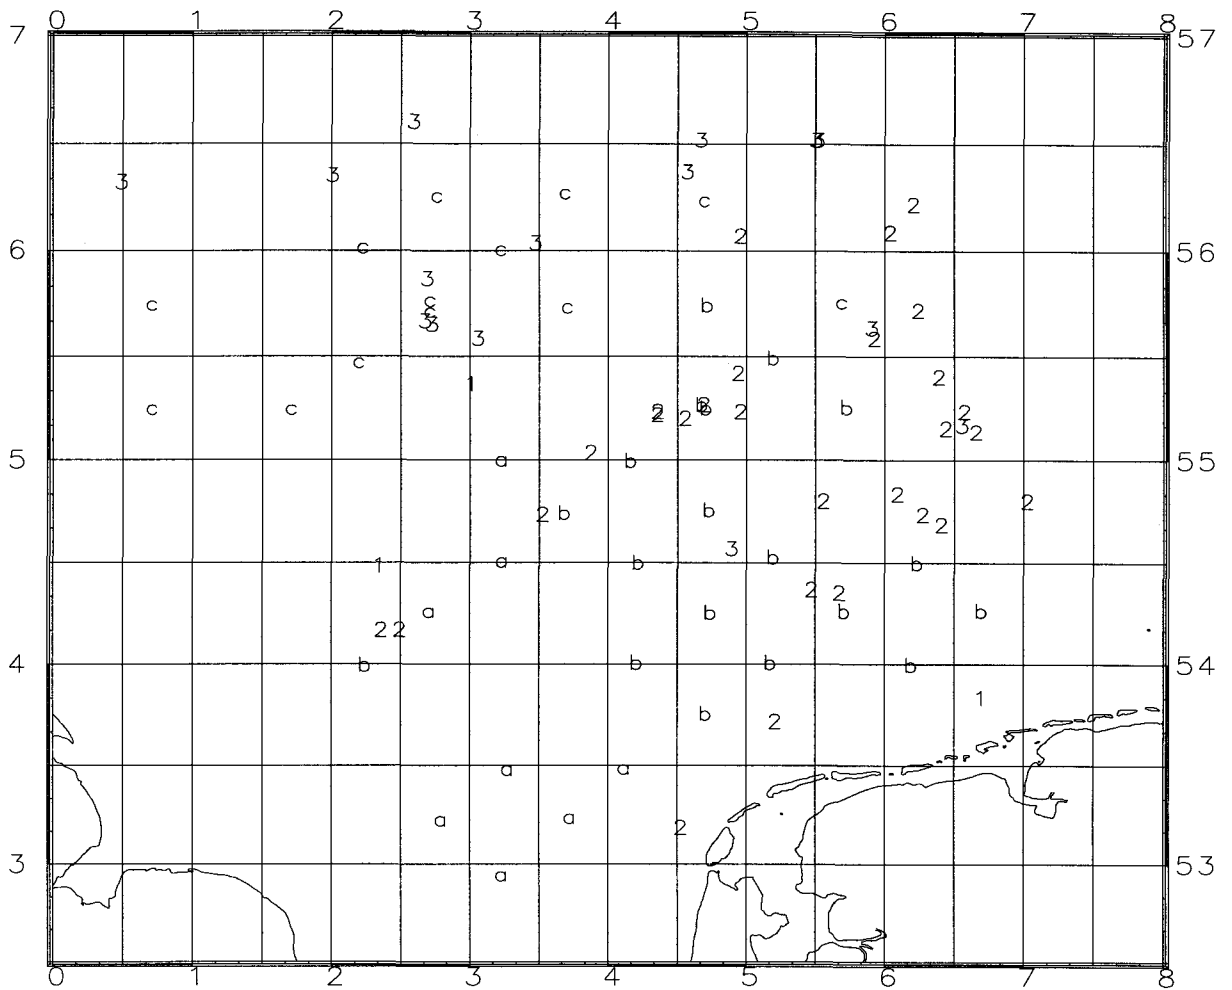 0 1 2 3 4 5 6 7 8
7 57
3
3 3
3
3 3
c c c 2
2 2
3
6 c c 56
3
c c c b c 2
3 3 3 2
3
c b
1 2 2
c c b 2
2 2 b 2
2 2 3 2
2
5 a b 55
2 2 2
2 b b 2 2
3
1 a b b b
2 2
a b b b
2 2
4 b b b b 54
1
b 2
a a
a a 2
3 53
a
0 1 2 3 4 5 6 7 8